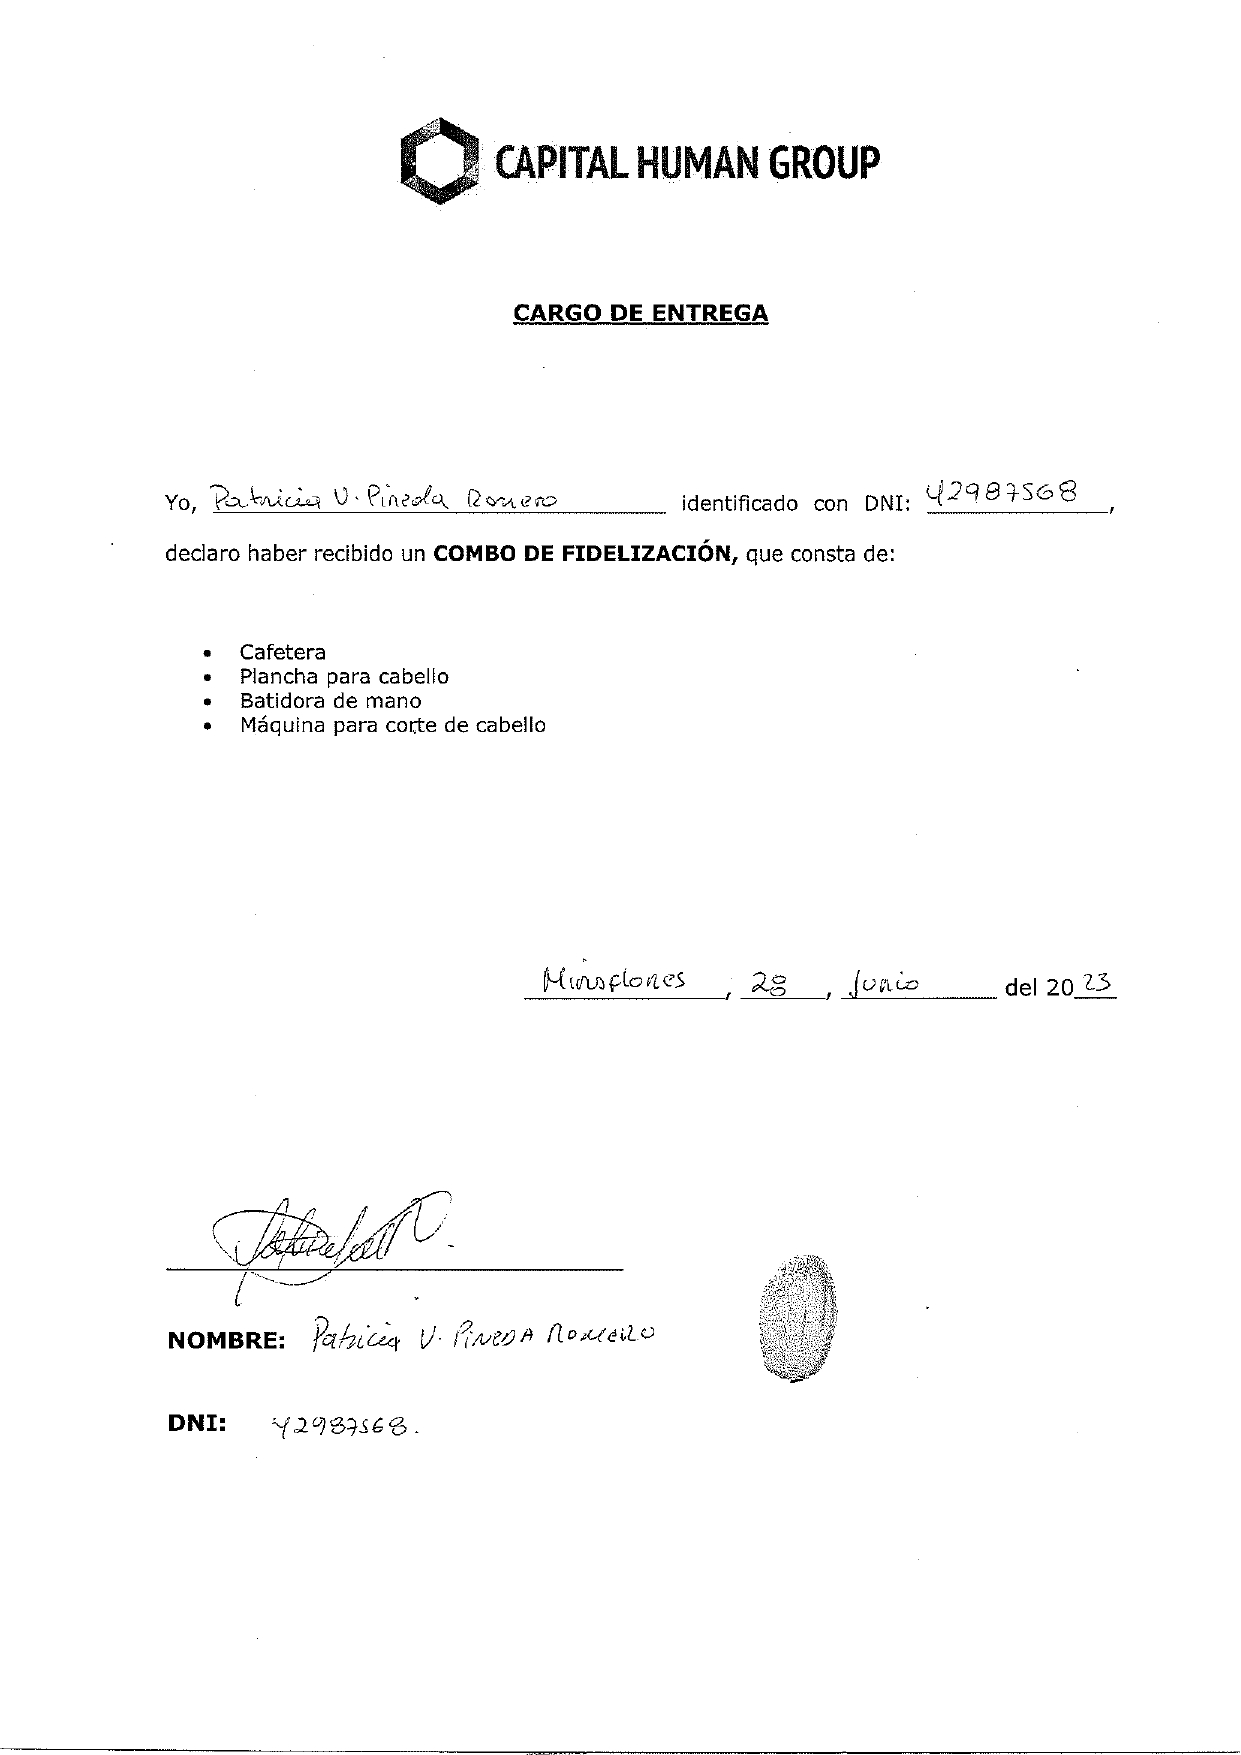 CAPITAL HUMAN GROUP
CARGO DE ENTREGA
Yo, Patricia V. Pineda Romero identificado con DNI: 42987568,
declaro haber recibido un COMBO DE FIDELIZACIÓN, que consta de:
• Cafetera
• Plancha para cabello
• Batidora de mano
• Máquina para corte de cabello
Miraflores, 28, Junio del 2023
NOMBRE: Patricia V. Pineda Romero
DNI: 42987568.